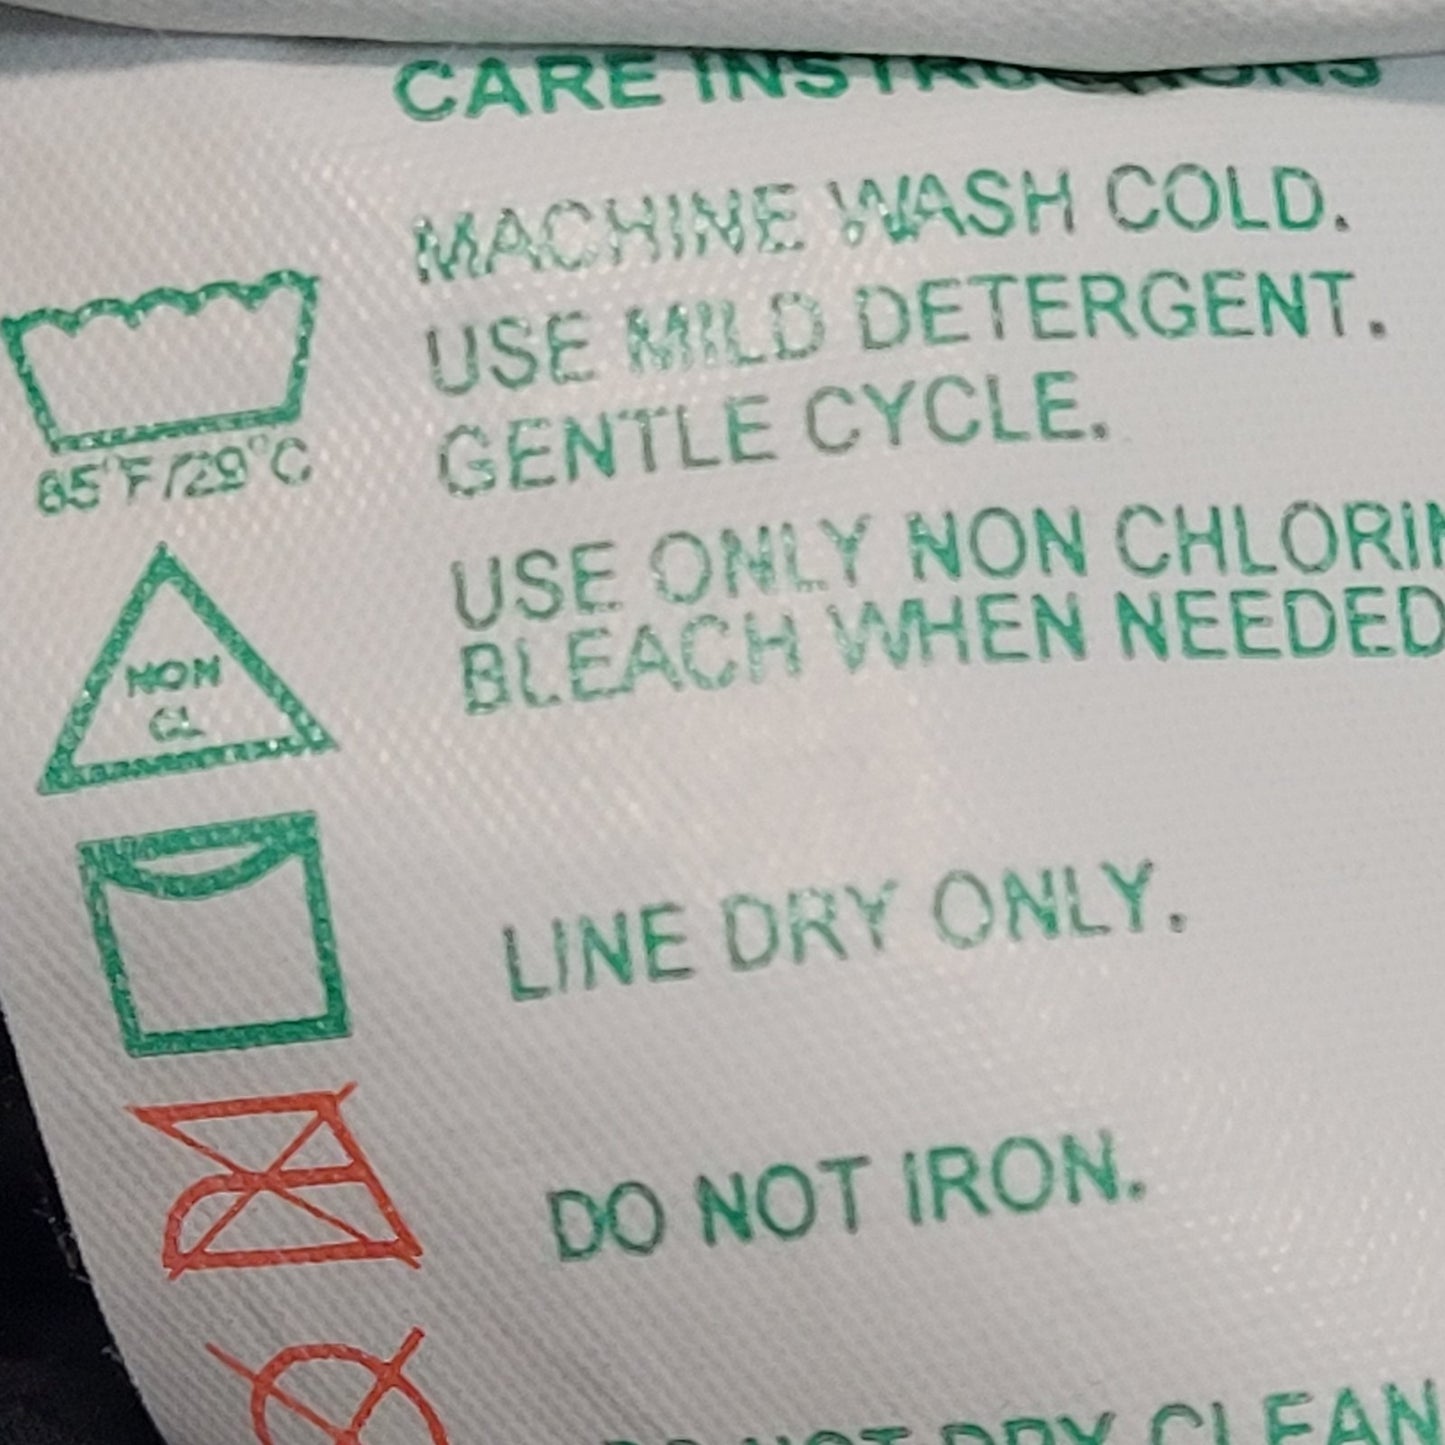 CARE INSTRUCTIONS
MACHINE WASH COLD.
USE MILD DETERGENT.
GENTLE CYCLE.
85°F/29°C
USE ONLY NON CHLORIN
BLEACH WHEN NEEDED
NON
CL
LINE DRY ONLY.
DO NOT IRON.
DO NOT DRY CLEAN